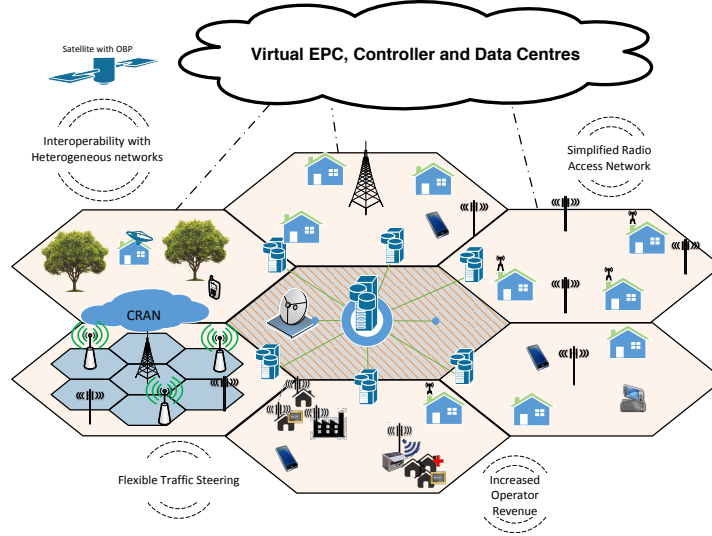 Satellite with OBP
Virtual EPC, Controller and Data Centres
Interoperability with
Heterogeneous networks
Simplified Radio
Access Network
CRAN
Flexible Traffic Steering
Increased
Operator
Revenue